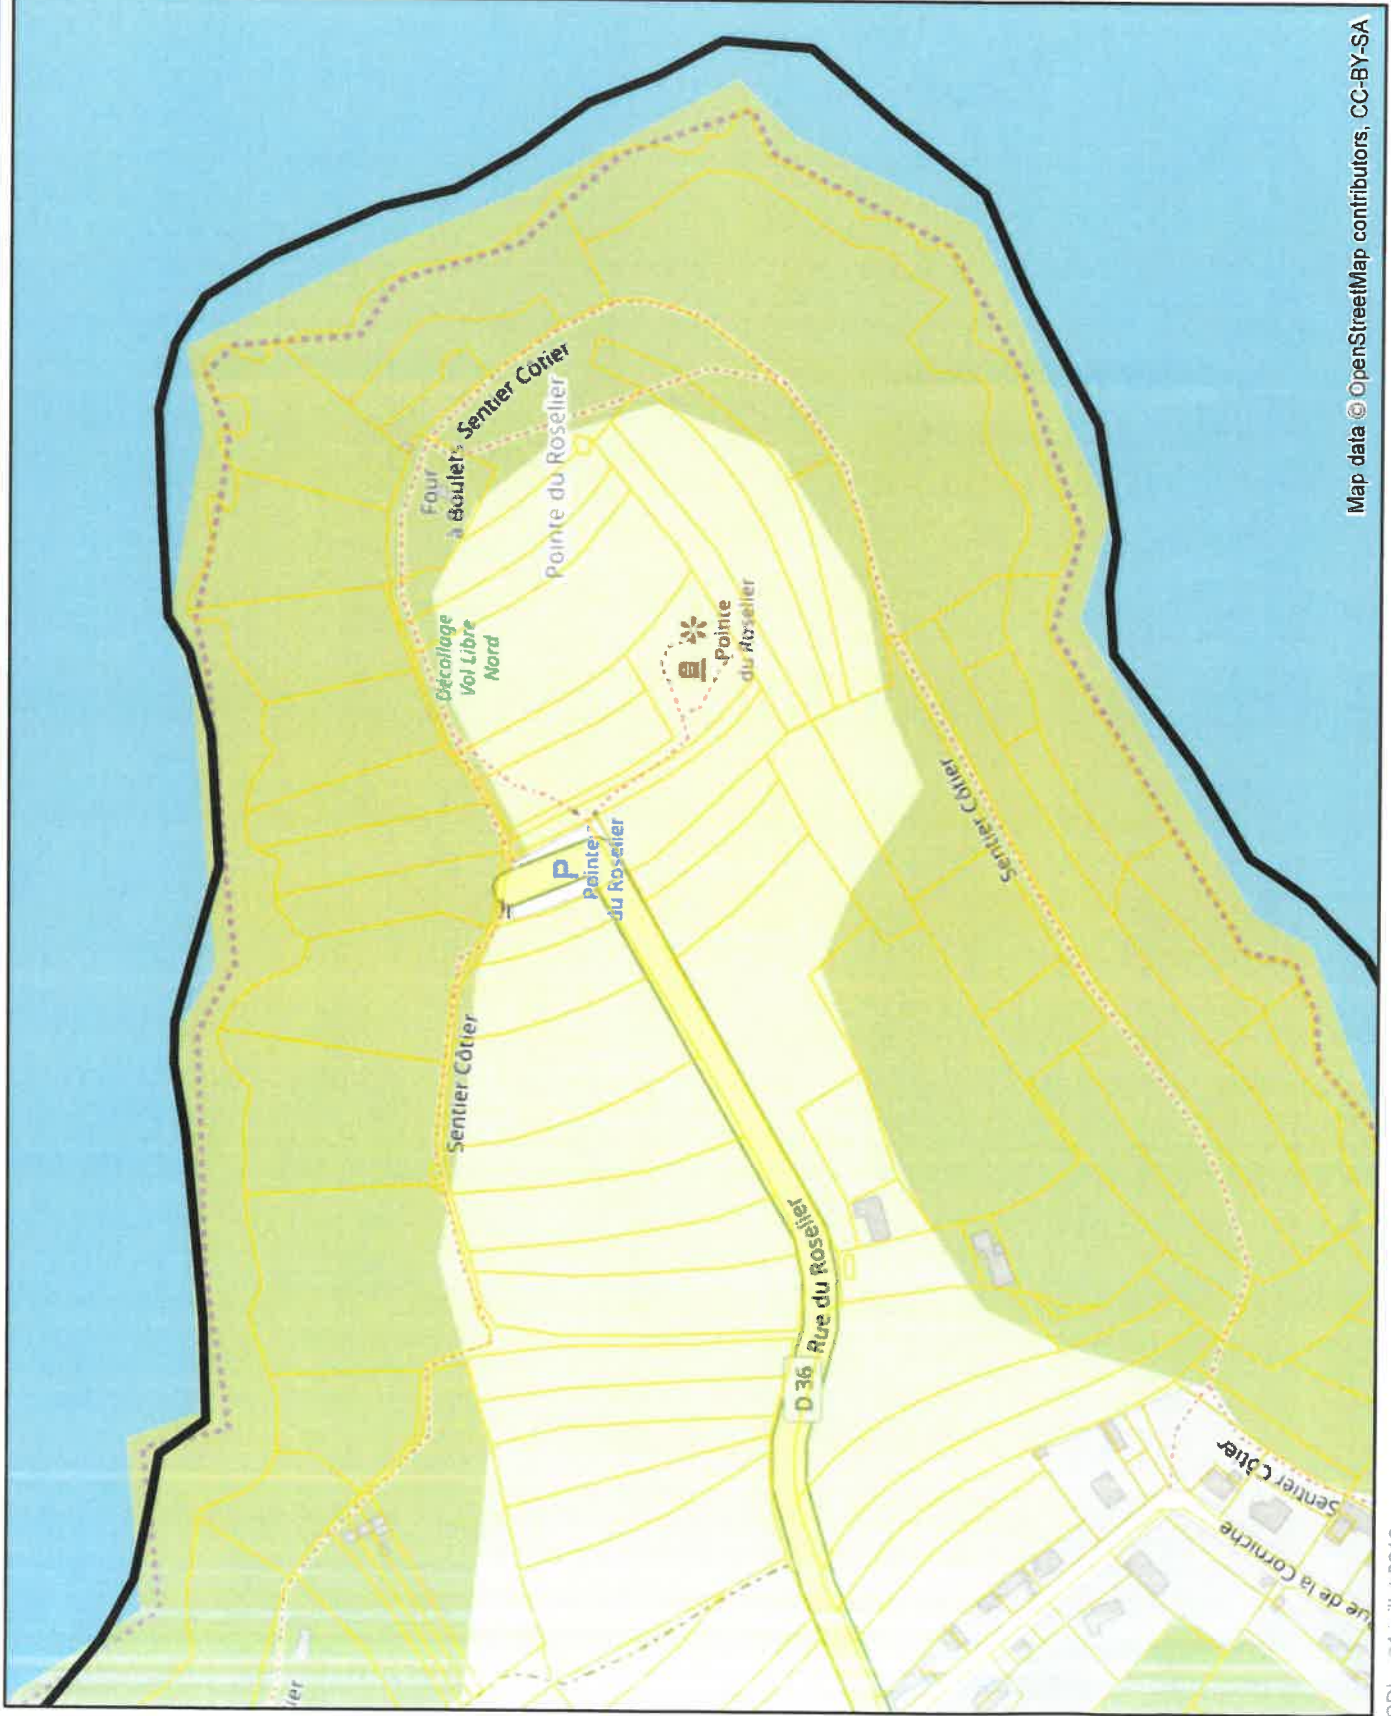 Map data © OpenStreetMap contributors, CC-BY-SA
Four
à Boulets
Sentier Côtier
Pointe du Roselier
Décollage
Vol Libre
Nord
Pointe
du Roselier
P
Pointe
du Roselier
Sentier Côtier
Sentier Côtier
D 36
Rue du Roselier
Sentier Côtier
Rue de la Corniche